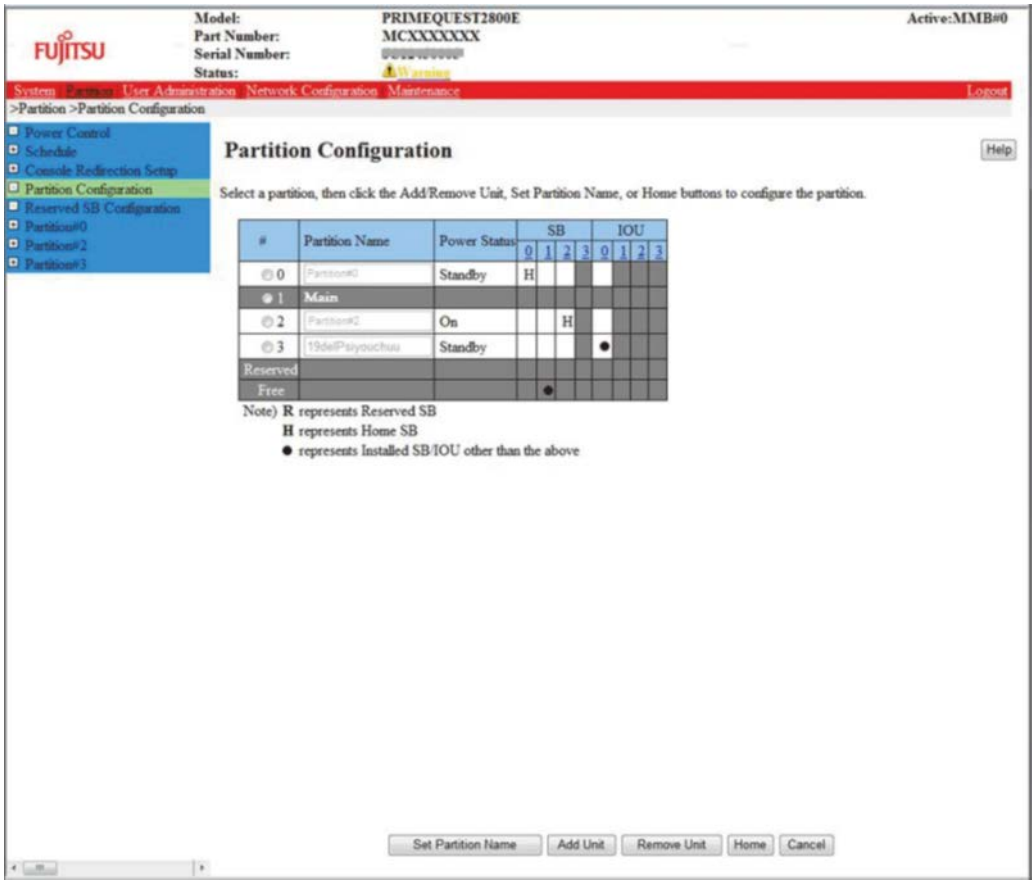 FUJITSU
Model: PRIMEQUEST2800E Active:MMB#0
Part Number: MCXXXXXXX
Serial Number:
Status: Warning
System Partition User Administration Network Configuration Maintenance Logout
>Partition >Partition Configuration
Power Control
Schedule
Console Redirection Setup
Partition Configuration
Reserved SB Configuration
Partition#0
Partition#2
Partition#3
Partition Configuration Help
Select a partition, then click the Add/Remove Unit, Set Partition Name, or Home buttons to configure the partition.
# Partition Name Power Status SB IOU
0 1 2 3 0 1 2 3
0 Partition#0 Standby H
1 Main
2 Partition#2 On H
3 19delPsiyouchuu Standby ●
Reserved
Free ●
Note) R represents Reserved SB
H represents Home SB
● represents Installed SB/IOU other than the above
Set Partition Name Add Unit Remove Unit Home Cancel